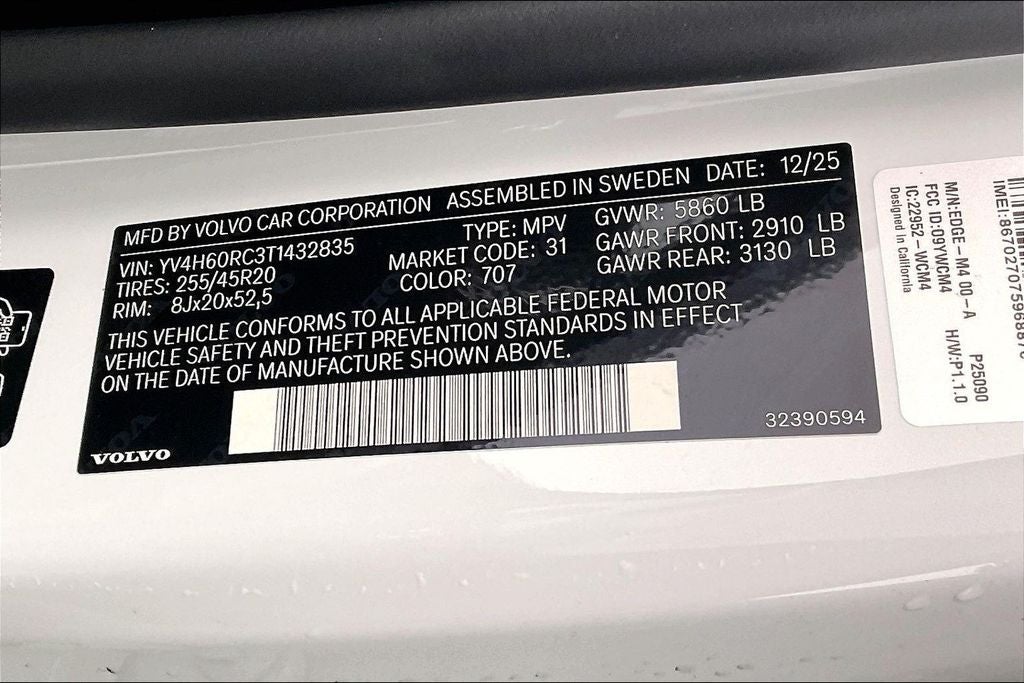 MFD BY VOLVO CAR CORPORATION ASSEMBLED IN SWEDEN DATE: 12/25
VIN: YV4H60RC3T1432835 TYPE: MPV GVWR: 5860 LB
TIRES: 255/45R20 MARKET CODE: 31 GAWR FRONT: 2910 LB
RIM: 8Jx20x52,5 COLOR: 707 GAWR REAR: 3130 LB
THIS VEHICLE CONFORMS TO ALL APPLICABLE FEDERAL MOTOR
VEHICLE SAFETY AND THEFT PREVENTION STANDARDS IN EFFECT
ON THE DATE OF MANUFACTURE SHOWN ABOVE.
32390594
VOLVO
M/N:EDGE-M4 00-A P25090
FCC ID:09YWCM4 H/W:P1.1.0
IC:22952-WCM4
Designed in California